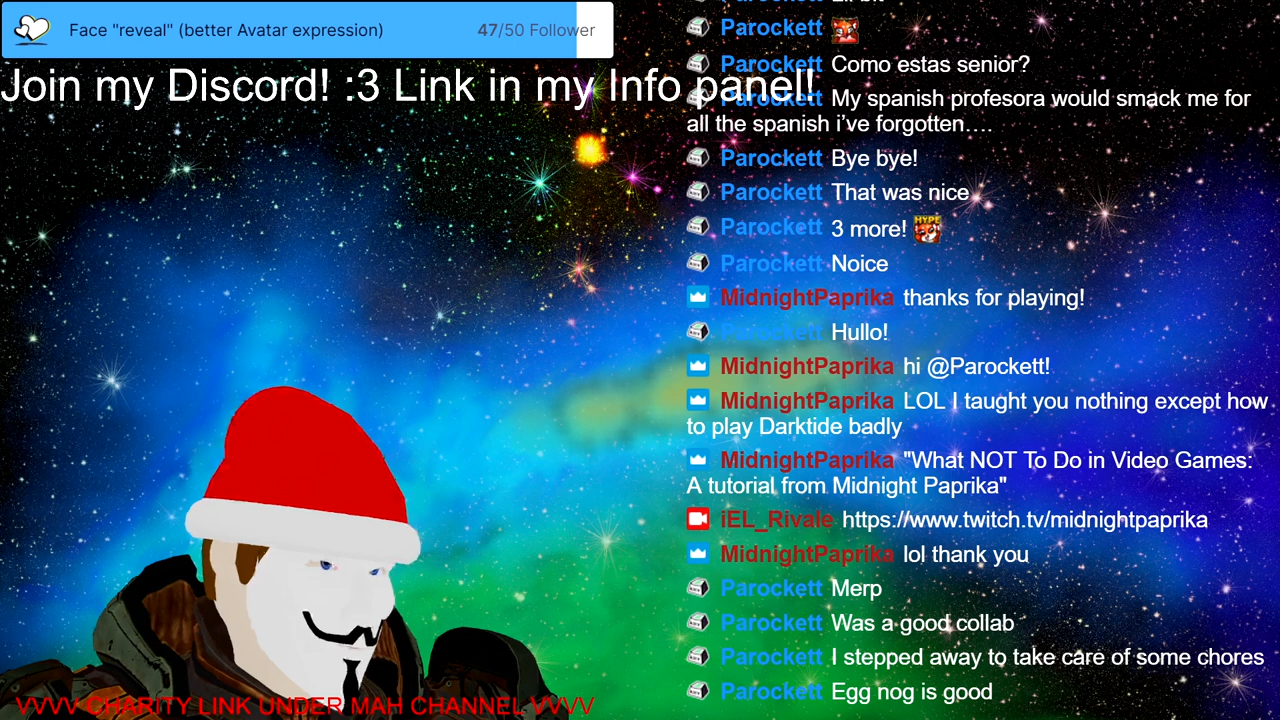 Face "reveal" (better Avatar expression) 47/50 Follower
Join my Discord! :3 Link in my Info panel!
Parockett
Parockett Como estas senior?
Parockett My spanish profesora would smack me for
all the spanish i've forgotten....
Parockett Bye bye!
Parockett That was nice
Parockett 3 more! HYPE
Parockett Noice
MidnightPaprika thanks for playing!
Parockett Hullo!
MidnightPaprika hi @Parockett!
MidnightPaprika LOL I taught you nothing except how
to play Darktide badly
MidnightPaprika "What NOT To Do in Video Games:
A tutorial from Midnight Paprika"
iEL_Rivale https://www.twitch.tv/midnightpaprika
MidnightPaprika lol thank you
Parockett Merp
Parockett Was a good collab
Parockett I stepped away to take care of some chores
Parockett Egg nog is good
VVVV CHARITY LINK UNDER MAH CHANNEL VVVV